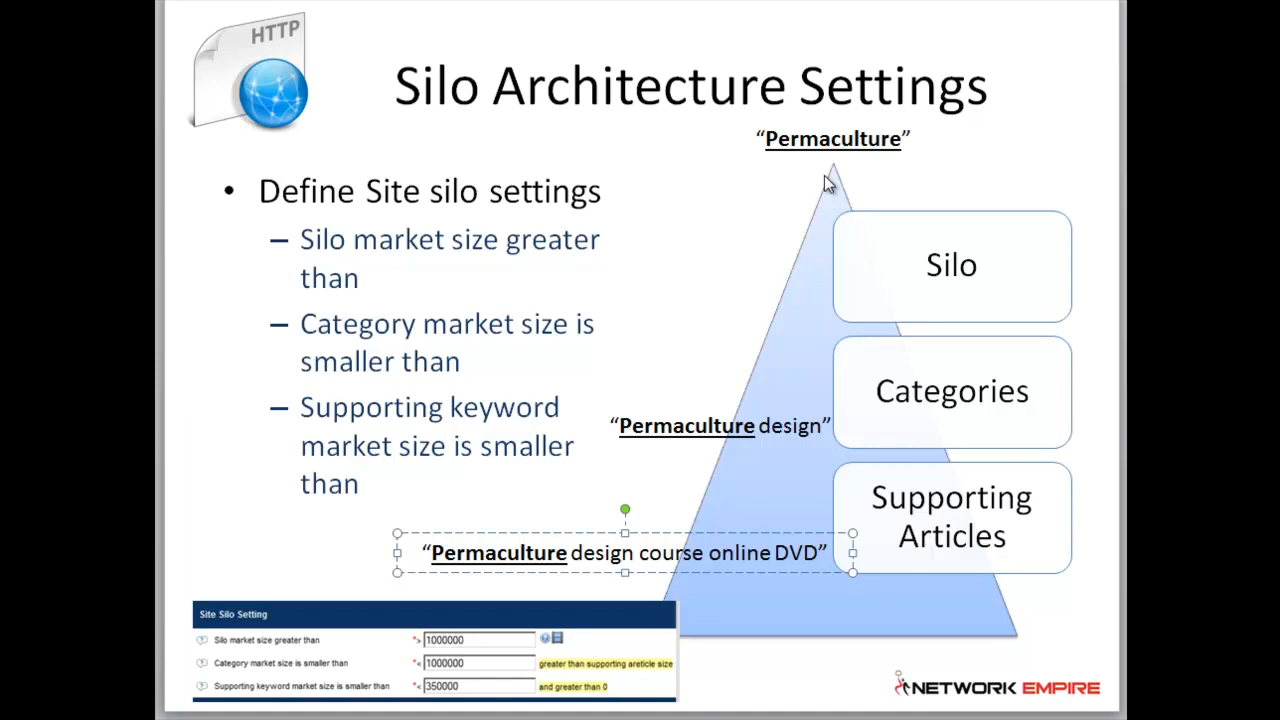 HTTP
Silo Architecture Settings
“Permaculture”
• Define Site silo settings
– Silo market size greater
than
– Category market size is
smaller than
– Supporting keyword
market size is smaller
than
Silo
Categories
“Permaculture design”
Supporting
Articles
“Permaculture design course online DVD”
Site Silo Setting
Silo market size greater than *> 1000000
Category market size is smaller than *< 1000000 greater than supporting areticle size
Supporting keyword market size is smaller than *< 350000 and greater than 0
NETWORK EMPIRE